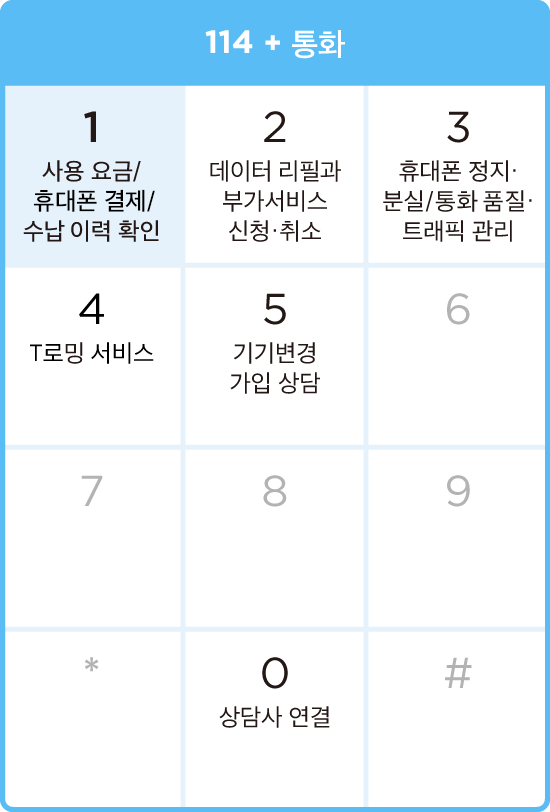 114 + 통화
1
사용 요금/
휴대폰 결제/
수납 이력 확인
2
데이터 리필과
부가서비스
신청·취소
3
휴대폰 정지·
분실/통화 품질·
트래픽 관리
4
T로밍 서비스
5
기기변경
가입 상담
6
7
8
9
*
0
상담사 연결
#